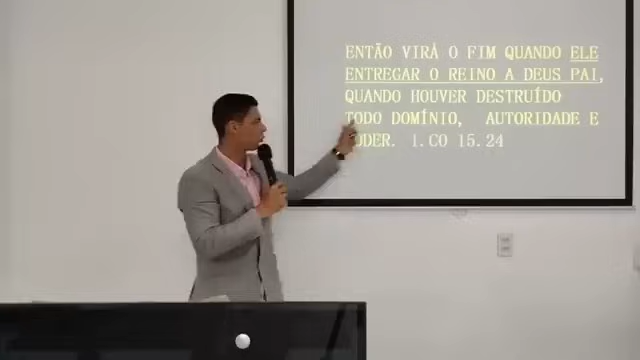 ENTÃO VIRÁ O FIM QUANDO ELE
ENTREGAR O REINO A DEUS PAI,
QUANDO HOUVER DESTRUÍDO
TODO DOMÍNIO, AUTORIDADE E
PODER. 1.CO 15.24